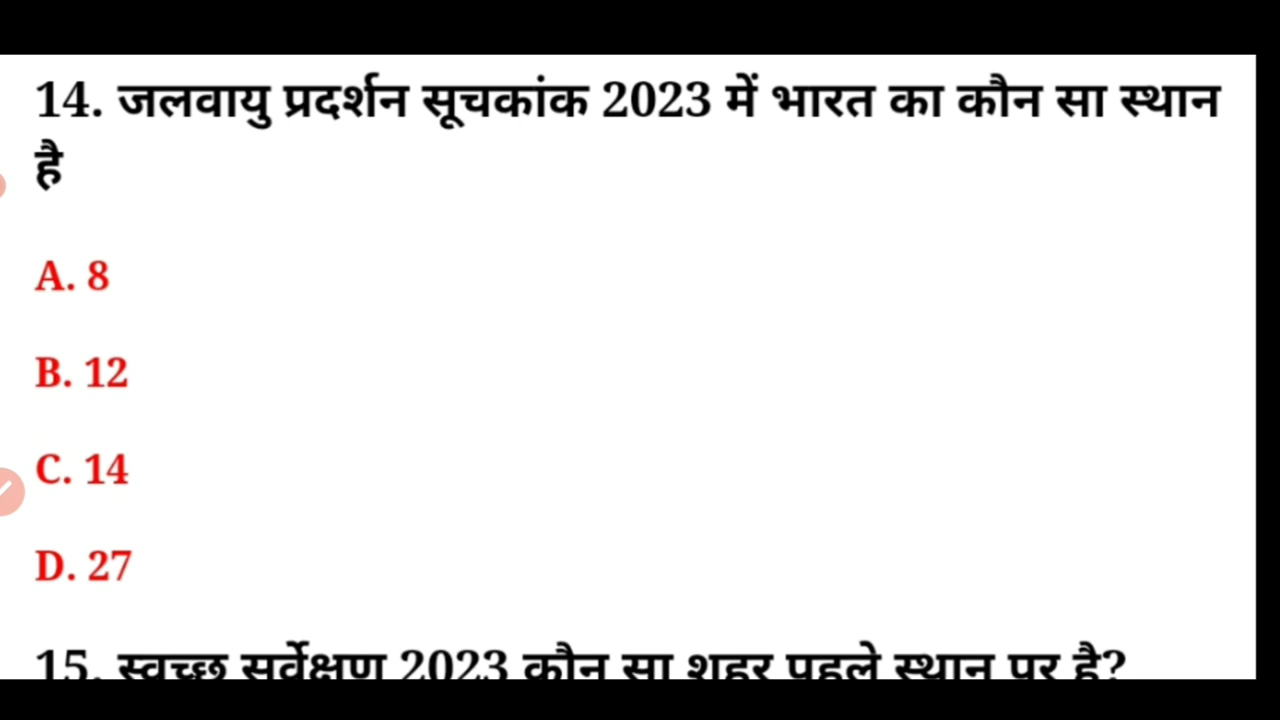 14. जलवायु प्रदर्शन सूचकांक 2023 में भारत का कौन सा स्थान
है
A. 8
B. 12
C. 14
D. 27
15. स्वच्छ सर्वेक्षण 2023 कौन सा शहर पहले स्थान पर है?